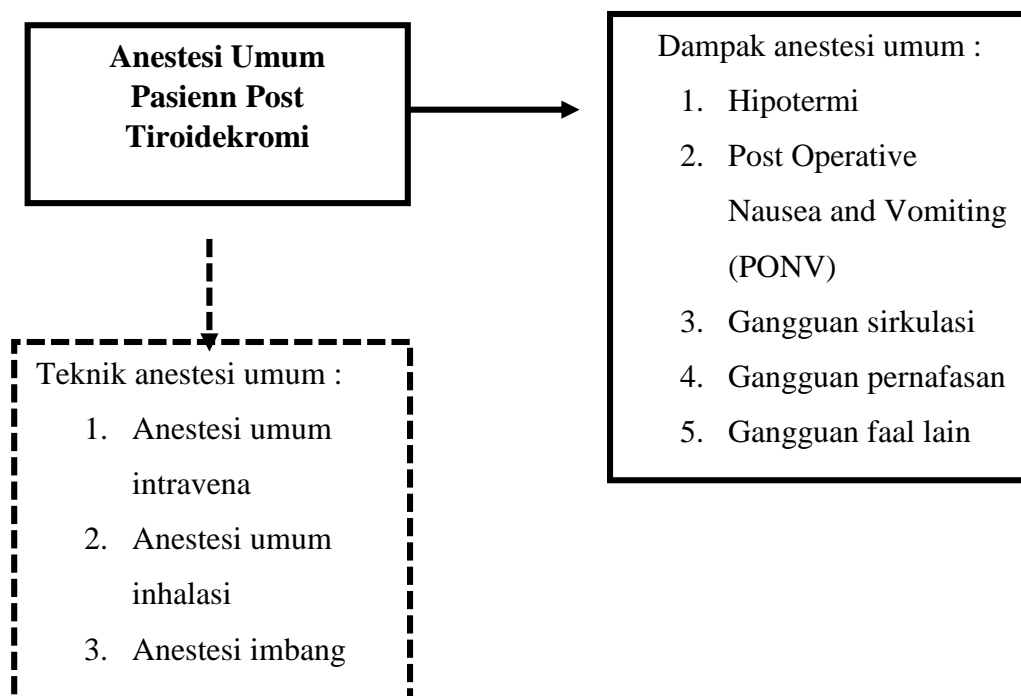 Anestesi Umum
Pasienn Post
Tiroidekromi
Dampak anestesi umum :
1. Hipotermi
2. Post Operative
Nausea and Vomiting
(PONV)
3. Gangguan sirkulasi
4. Gangguan pernafasan
5. Gangguan faal lain
Teknik anestesi umum :
1. Anestesi umum
intravena
2. Anestesi umum
inhalasi
3. Anestesi imbang